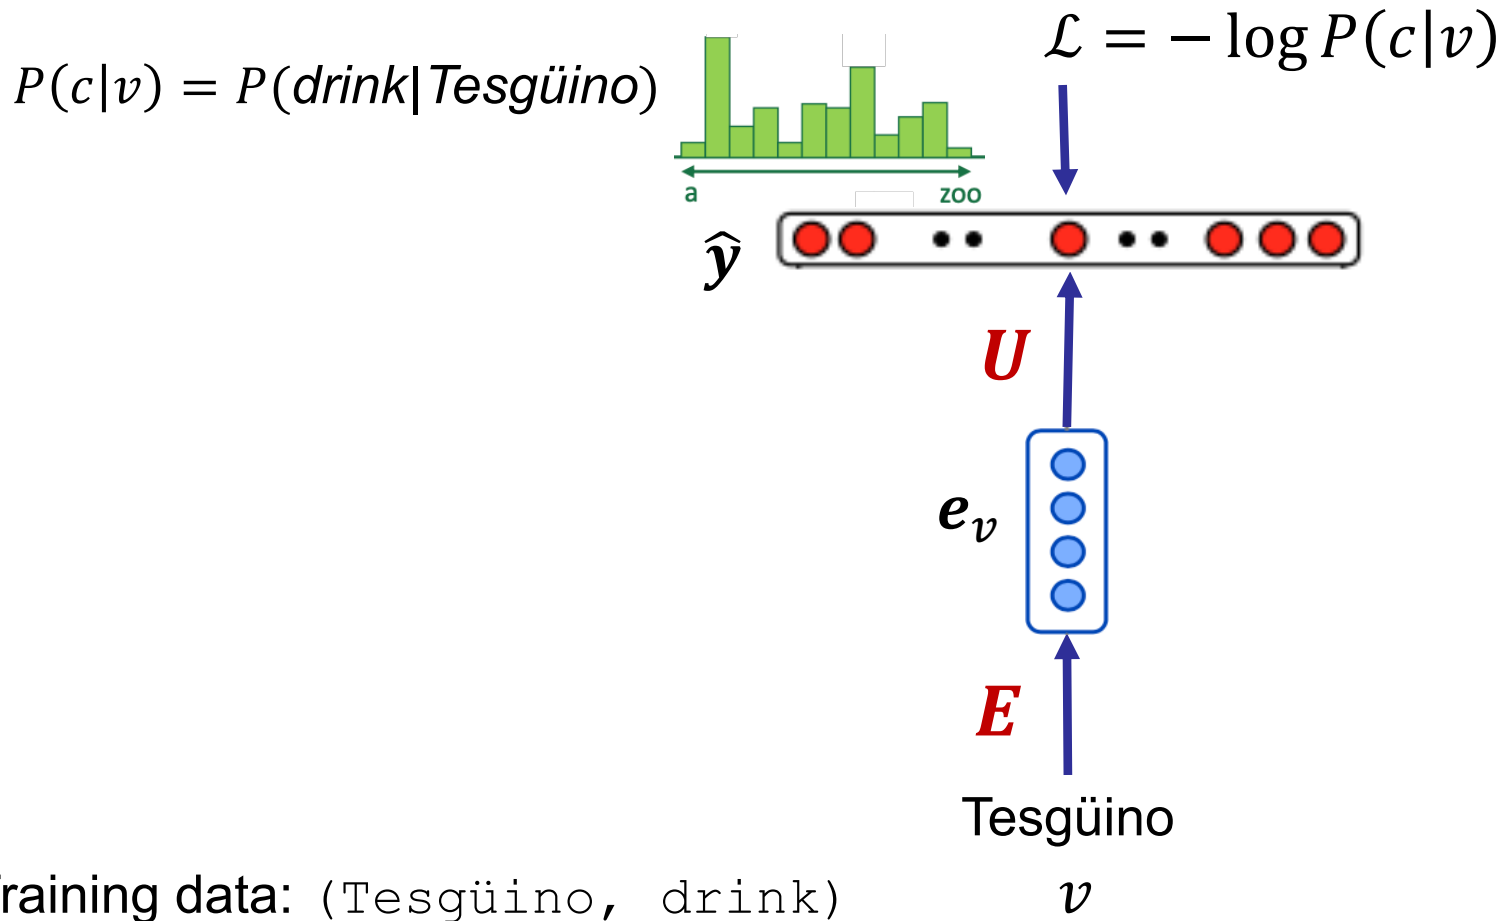 ℒ = − log P(c|v)
P(c|v) = P(drink|Tesgüino)
a zoo
ŷ
U
e_v
E
Tesgüino
raining data: (Tesgüino, drink)
v